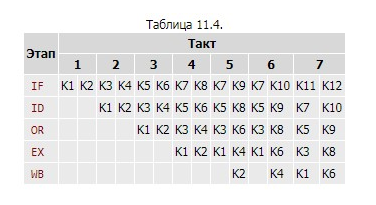 Таблица 11.4.
Этап Такт
1 2 3 4 5 6 7
IF K1 K2 K3 K4 K5 K6 K7 K8 K7 K9 K7 K10 K11 K12
ID K1 K2 K3 K4 K5 K6 K5 K8 K5 K9 K7 K10
OR K1 K2 K3 K4 K3 K6 K3 K8 K5 K9
EX K1 K2 K1 K4 K1 K6 K3 K8
WB K2 K4 K1 K6